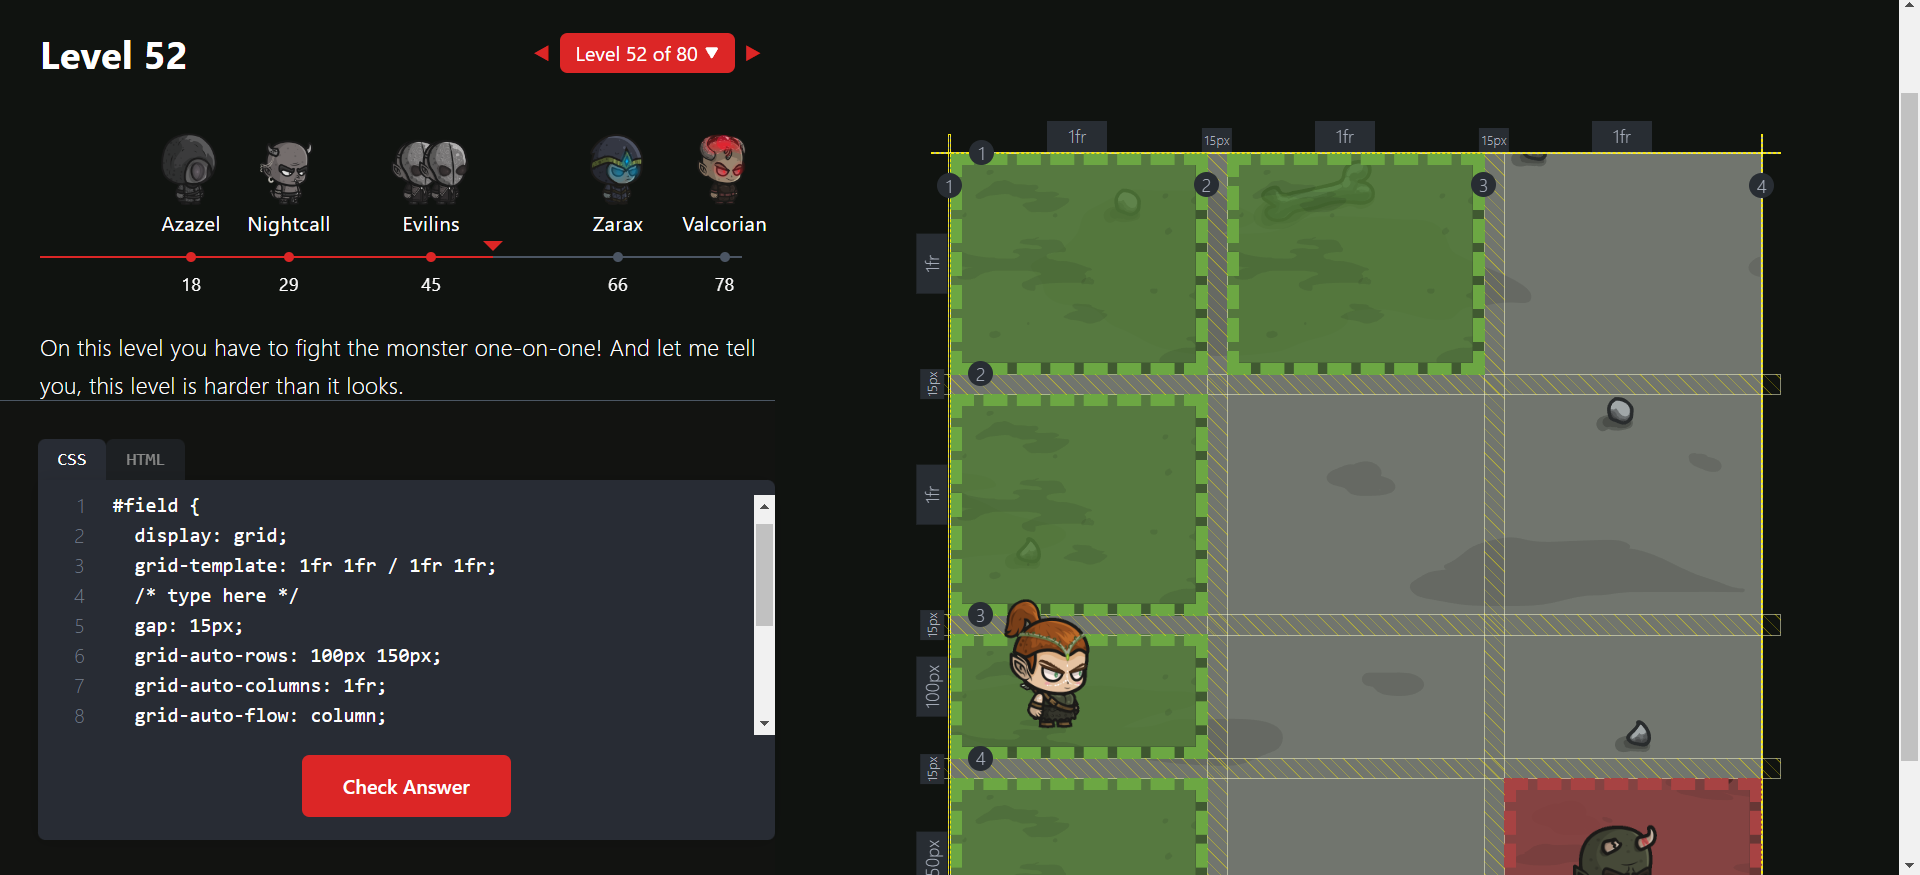 Level 52
Level 52 of 80 ▼
Azazel Nightcall Evilins Zarax Valcorian
18 29 45 66 78
On this level you have to fight the monster one-on-one! And let me tell
you, this level is harder than it looks.
CSS HTML
1 #field {
2 display: grid;
3 grid-template: 1fr 1fr / 1fr 1fr;
4 /* type here */
5 gap: 15px;
6 grid-auto-rows: 100px 150px;
7 grid-auto-columns: 1fr;
8 grid-auto-flow: column;
Check Answer
1fr 15px 1fr 15px 1fr
1
1 2 3 4
1fr
2
15px
1fr
3
15px
100px
4
15px
50px